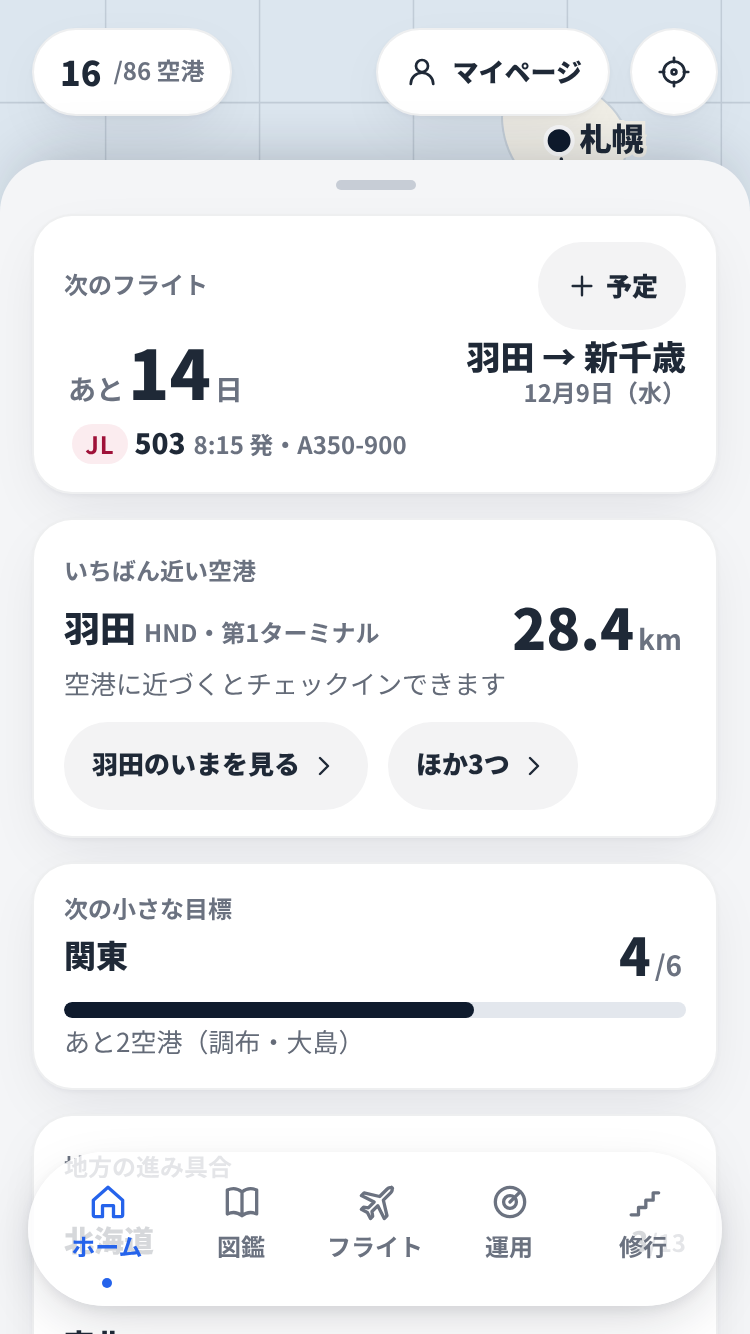 16 /86 空港
マイページ
札幌
次のフライト
予定
あと14日
羽田 → 新千歳
12月9日（水）
JL 503 8:15 発・A350-900
いちばん近い空港
羽田 HND・第1ターミナル
28.4km
空港に近づくとチェックインできます
羽田のいまを見る
ほか3つ
次の小さな目標
関東
4/6
あと2空港（調布・大島）
地方の進み具合
北海道
/13
ホーム
図鑑
フライト
運用
修行